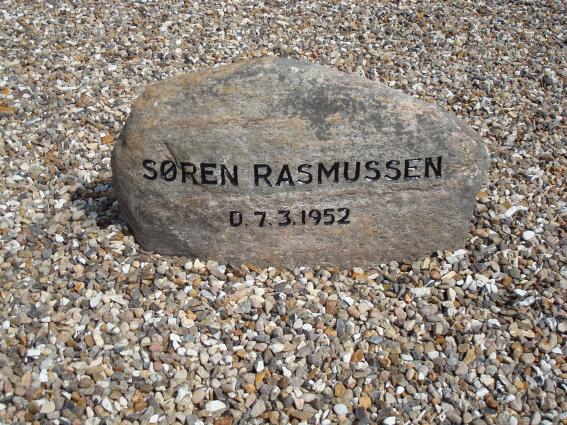 SØREN RASMUSSEN
D. 7. 3. 1952